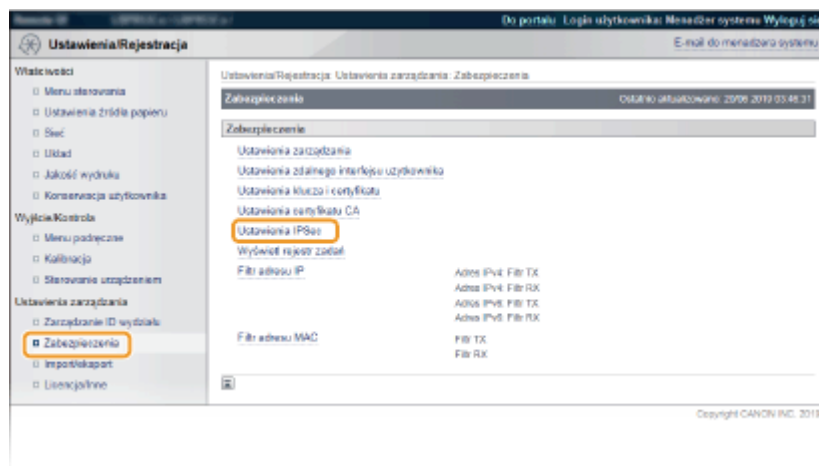 Do portalu Login użytkownika: Menedżer systemu Wyloguj się
Ustawienia/Rejestracja
E-mail do menedżera systemu
Właściwości
Menu sterowania
Ustawienia źródła papieru
Sieć
Układ
Jakość wydruku
Konserwacja użytkownika
Wyjście/Kontrola
Menu podręczne
Kalibracja
Sterowanie urządzeniem
Ustawienia zarządzania
Zarządzanie ID wydziału
Zabezpieczenia
Import/eksport
Licencja/Inne
Ustawienia/Rejestracja: Ustawienia zarządzania: Zabezpieczenia
Zabezpieczenia
Ostatnio aktualizowano: 29/06 2019 03:46:31
Zabezpieczenie
Ustawienia zarządzania
Ustawienia zdalnego interfejsu użytkownika
Ustawienia klucza i certyfikatu
Ustawienia certyfikatu CA
Ustawienia IPSec
Wyświetl rejestr zadań
Filtr adresu IP
Adres IPv4: Filtr TX
Adres IPv4: Filtr RX
Adres IPv6: Filtr TX
Adres IPv6: Filtr RX
Filtr adresu MAC
Filtr TX
Filtr RX
Copyright CANON INC. 2018